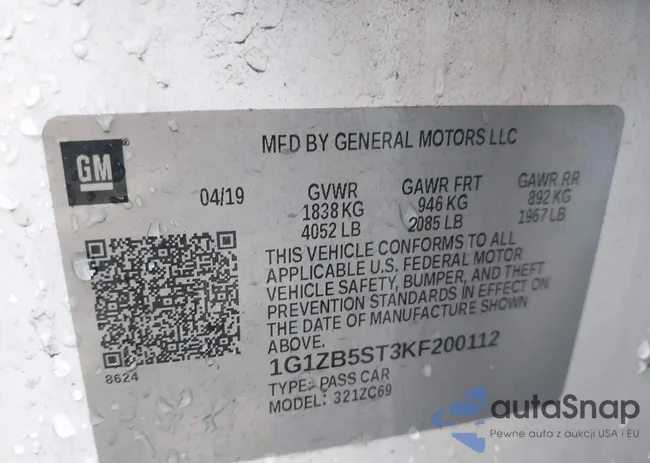 MFD BY GENERAL MOTORS LLC
GM
04/19 GVWR GAWR FRT GAWR RR
1838 KG 946 KG 892 KG
4052 LB 2085 LB 1967 LB
THIS VEHICLE CONFORMS TO ALL
APPLICABLE U.S. FEDERAL MOTOR
VEHICLE SAFETY, BUMPER, AND THEFT
PREVENTION STANDARDS IN EFFECT ON
THE DATE OF MANUFACTURE SHOWN
ABOVE.
8624
1G1ZB5ST3KF200112
TYPE: PASS CAR
MODEL: 321ZC69
autaSnap
Pewne auta z aukcji USA i EU